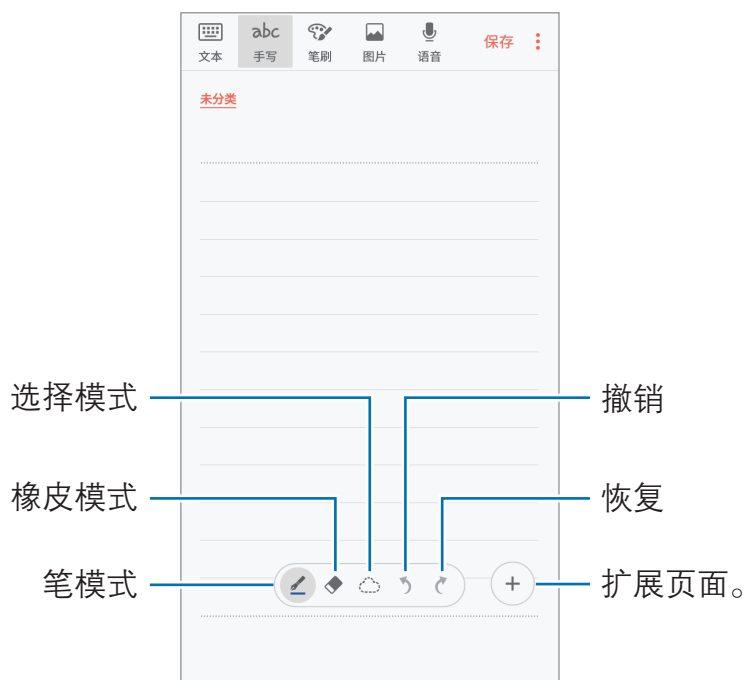 abc
文本 手写 笔刷 图片 语音 保存
未分类
选择模式 撤销
橡皮模式 恢复
笔模式 扩展页面。